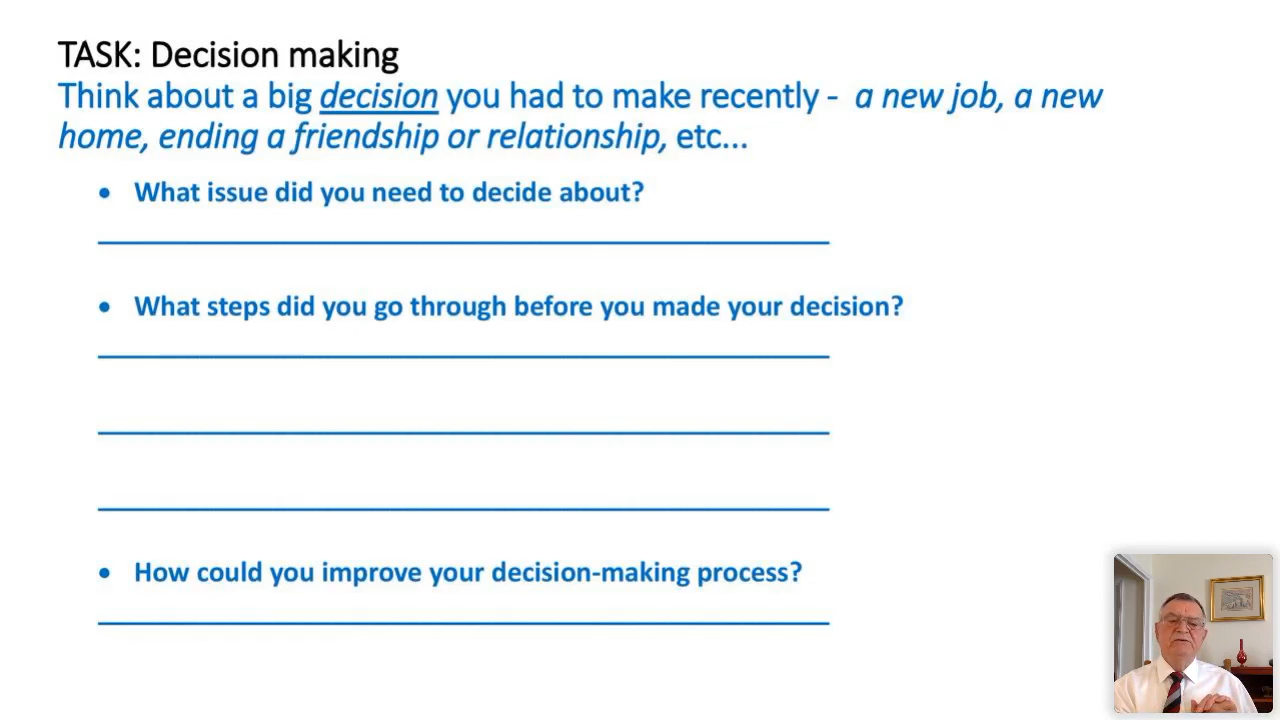 TASK: Decision making
Think about a big decision you had to make recently - a new job, a new
home, ending a friendship or relationship, etc...
• What issue did you need to decide about?
• What steps did you go through before you made your decision?
• How could you improve your decision-making process?